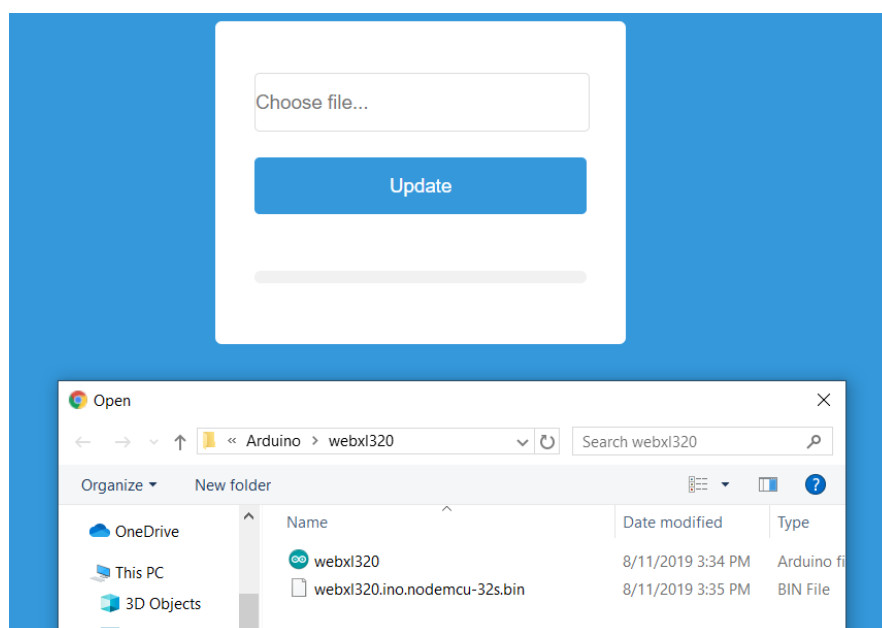 Choose file...
Update
Open
« Arduino > webxl320
Search webxl320
Organize
New folder
?
Name
Date modified
Type
OneDrive
This PC
3D Objects
webxl320
8/11/2019 3:34 PM
Arduino fi
webxl320.ino.nodemcu-32s.bin
8/11/2019 3:35 PM
BIN File